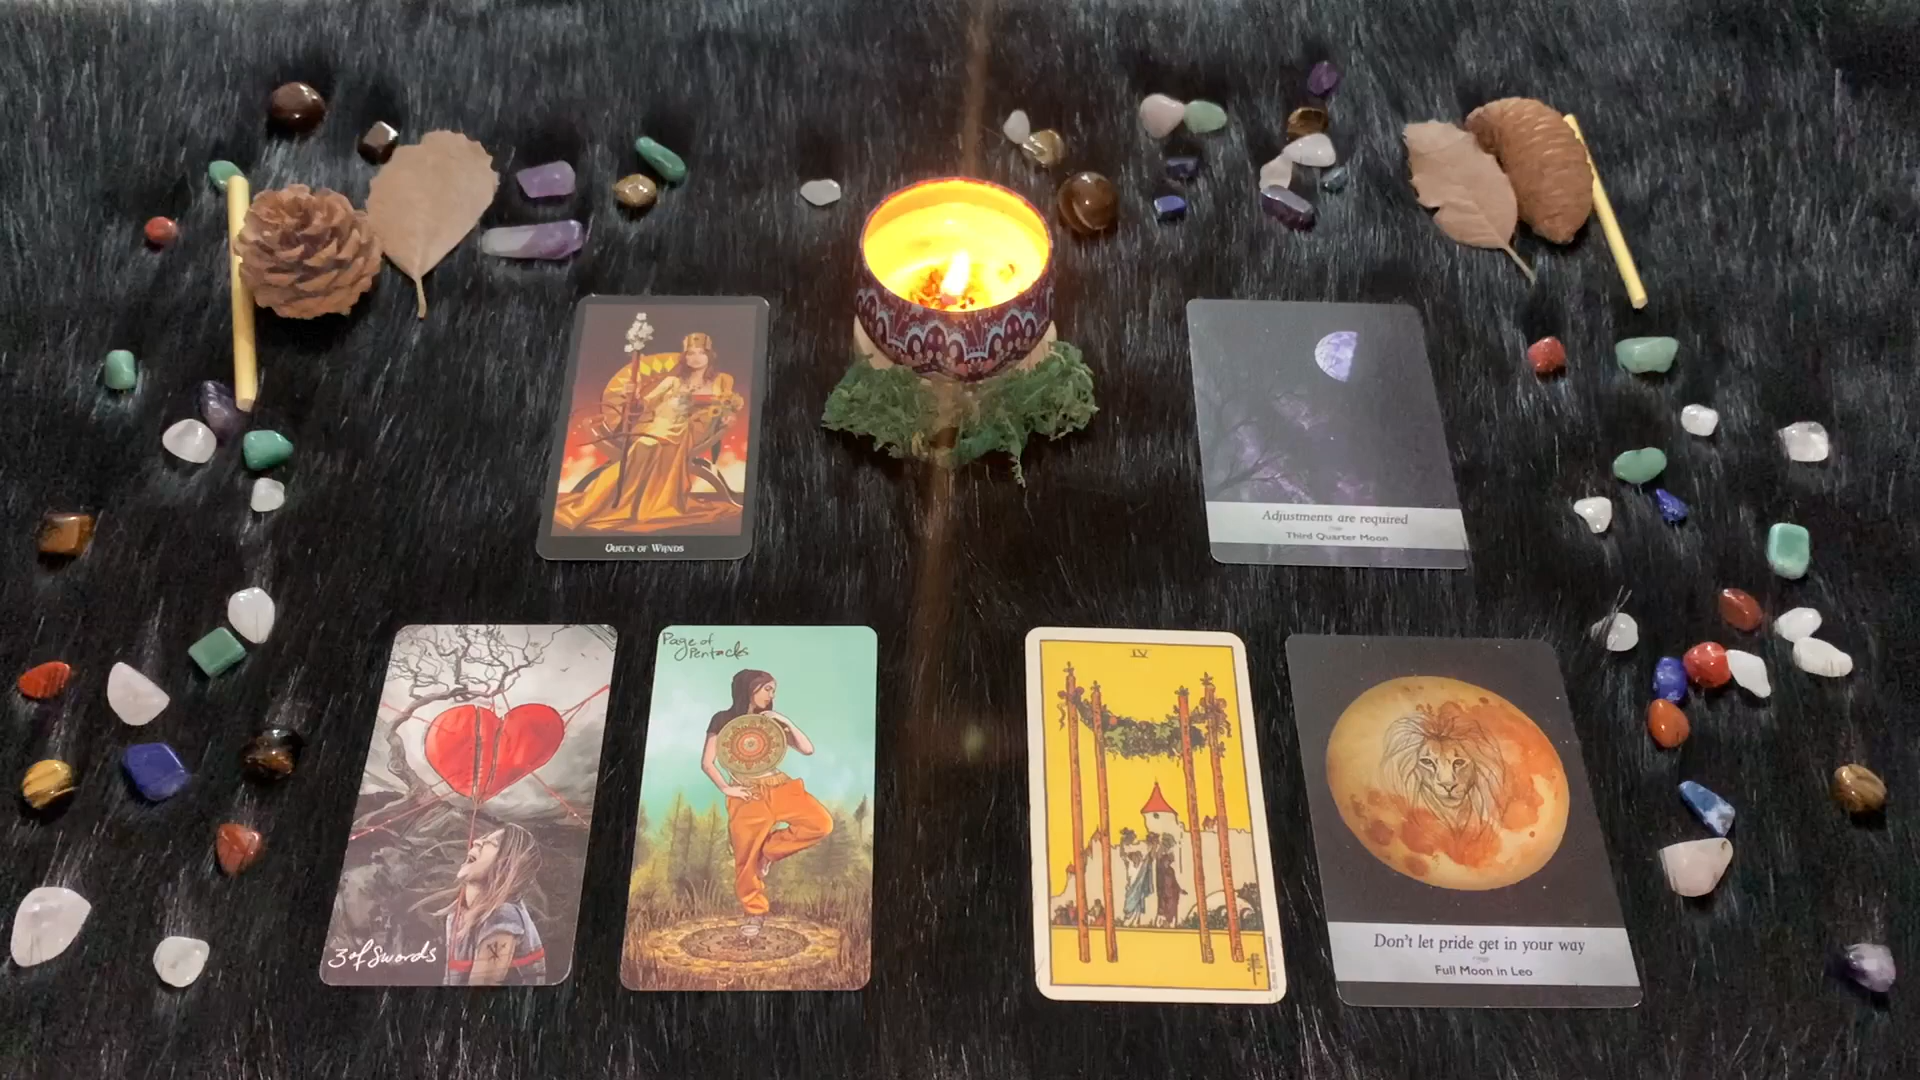 QUEEN OF WANDS
Adjustments are required
Third Quarter Moon
3 of Swords
Page of
Pentacles
IV
Don't let pride get in your way
Full Moon in Leo